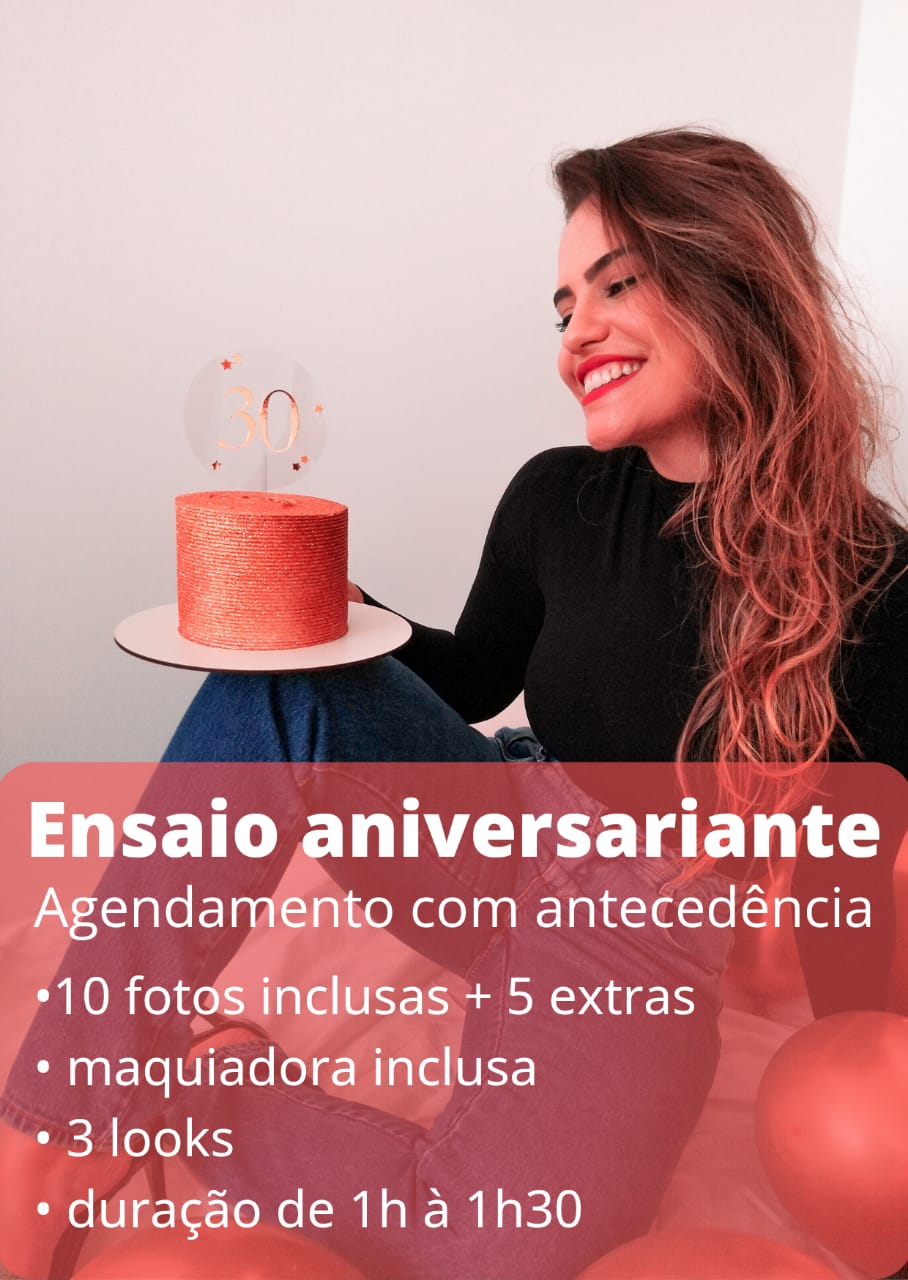 30
Ensaio aniversariante
Agendamento com antecedência
•10 fotos inclusas + 5 extras
• maquiadora inclusa
• 3 looks
• duração de 1h à 1h30